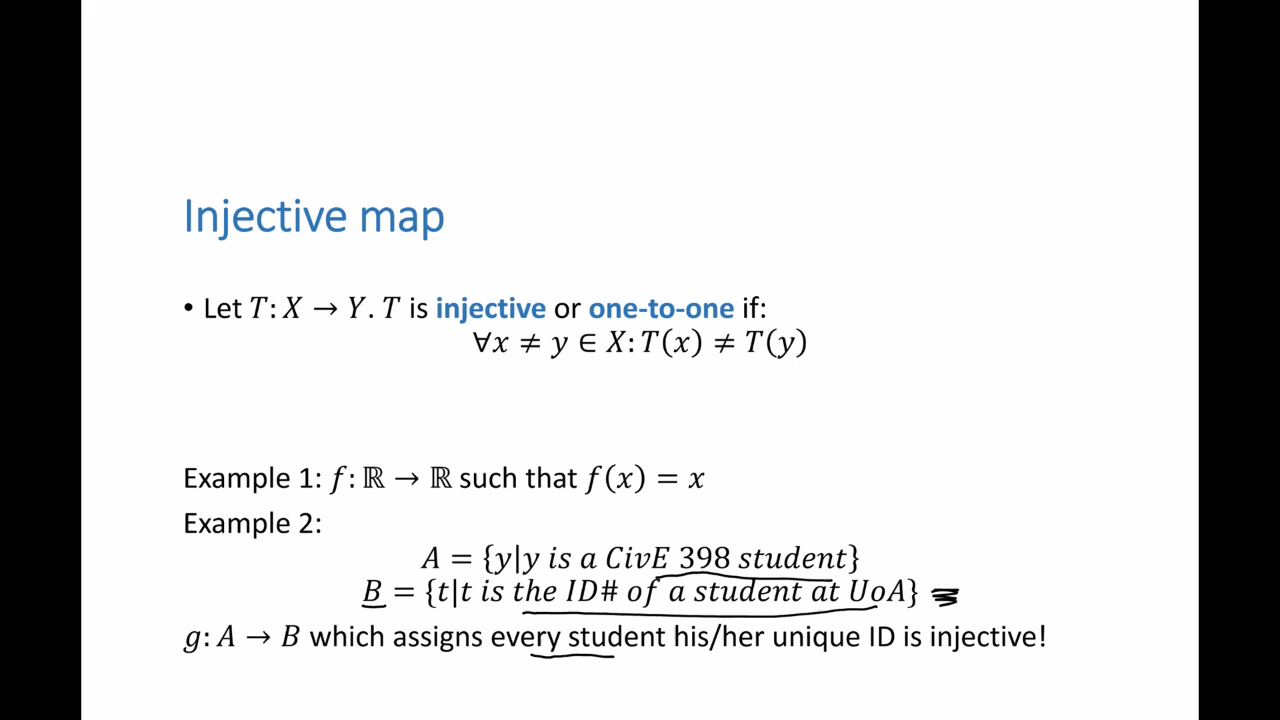 Injective map
• Let T: X → Y. T is injective or one-to-one if:
∀x ≠ y ∈ X: T(x) ≠ T(y)
Example 1: f: ℝ → ℝ such that f(x) = x
Example 2:
A = {y|y is a CivE 398 student}
B = {t|t is the ID# of a student at UoA}
g: A → B which assigns every student his/her unique ID is injective!